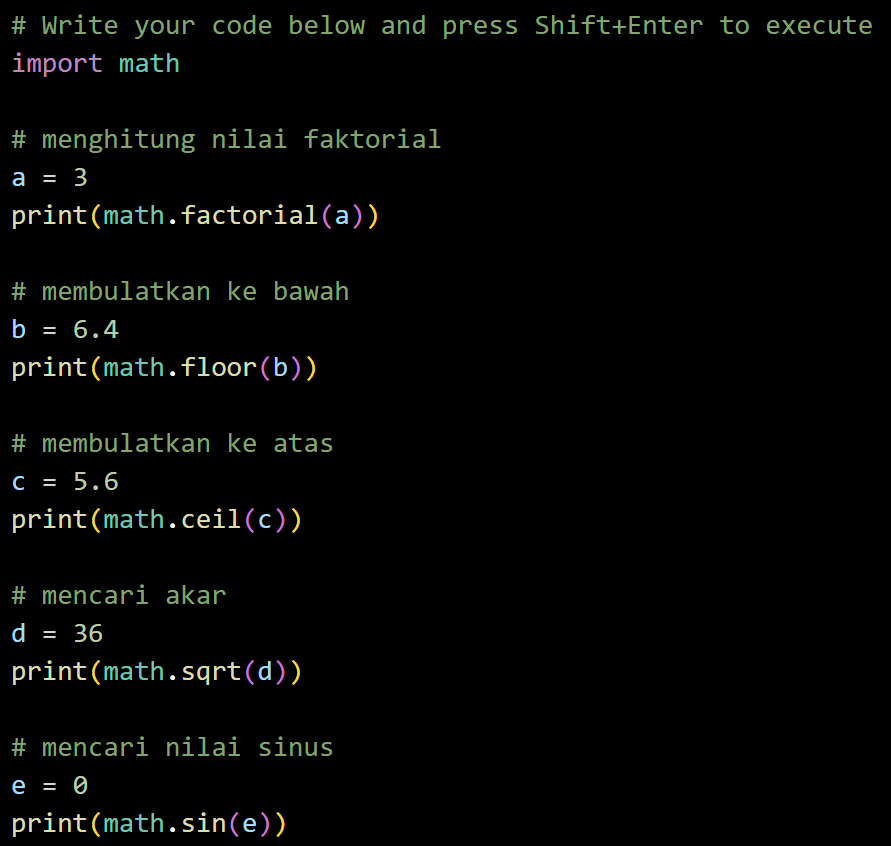 # Write your code below and press Shift+Enter to execute
import math
# menghitung nilai faktorial
a = 3
print(math.factorial(a))
# membulatkan ke bawah
b = 6.4
print(math.floor(b))
# membulatkan ke atas
c = 5.6
print(math.ceil(c))
# mencari akar
d = 36
print(math.sqrt(d))
# mencari nilai sinus
e = 0
print(math.sin(e))